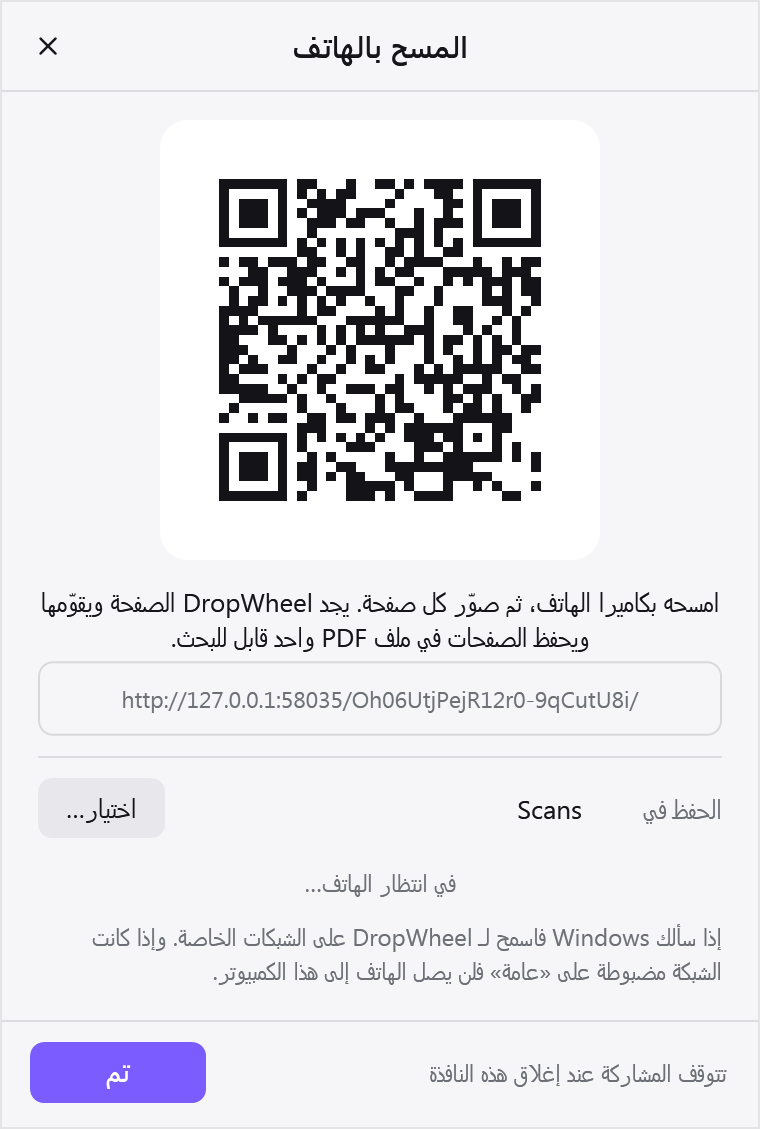 المسح بالهاتف
امسحه بكاميرا الهاتف، ثم صوّر كل صفحة. يجد DropWheel الصفحة ويقوّمها
ويحفظ الصفحات في ملف PDF واحد قابل للبحث.
http://127.0.0.1:58035/Oh06UtjPejR12r0-9qCutU8i/
الحفظ في
Scans
اختيار...
في انتظار الهاتف...
إذا سألك Windows فاسمح لـ DropWheel على الشبكات الخاصة. وإذا كانت
الشبكة مضبوطة على «عامة» فلن يصل الهاتف إلى هذا الكمبيوتر.
تتوقف المشاركة عند إغلاق هذه النافذة
تم